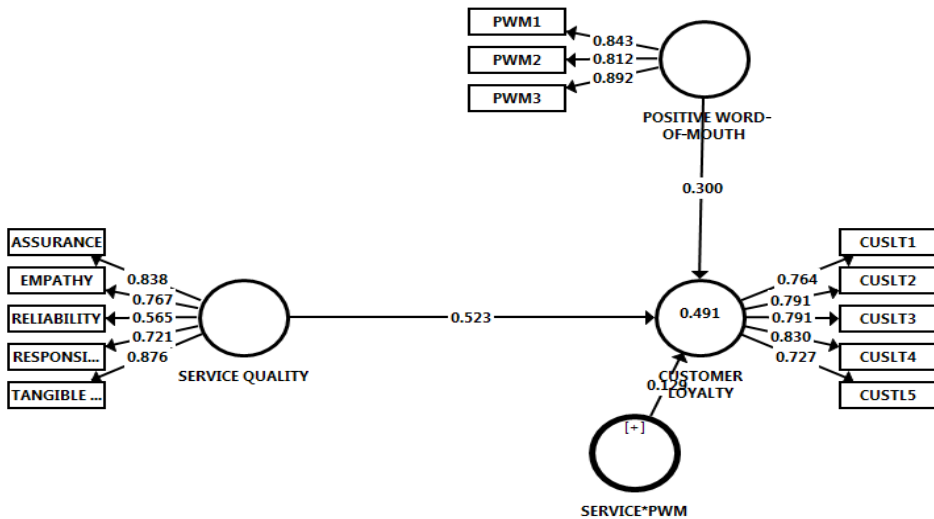 PWM1
0.843
PWM2
0.812
PWM3
0.892
POSITIVE WORD-
OF-MOUTH
0.300
ASSURANCE
0.838
EMPATHY
0.767
RELIABILITY
0.565
RESPONSI...
0.721
TANGIBLE ...
0.876
SERVICE QUALITY
0.523
0.491
CUSTOMER
LOYALTY
0.764
CUSLT1
0.791
CUSLT2
0.791
CUSLT3
0.830
CUSLT4
0.727
CUSTL5
0.129
[+]
SERVICE*PWM